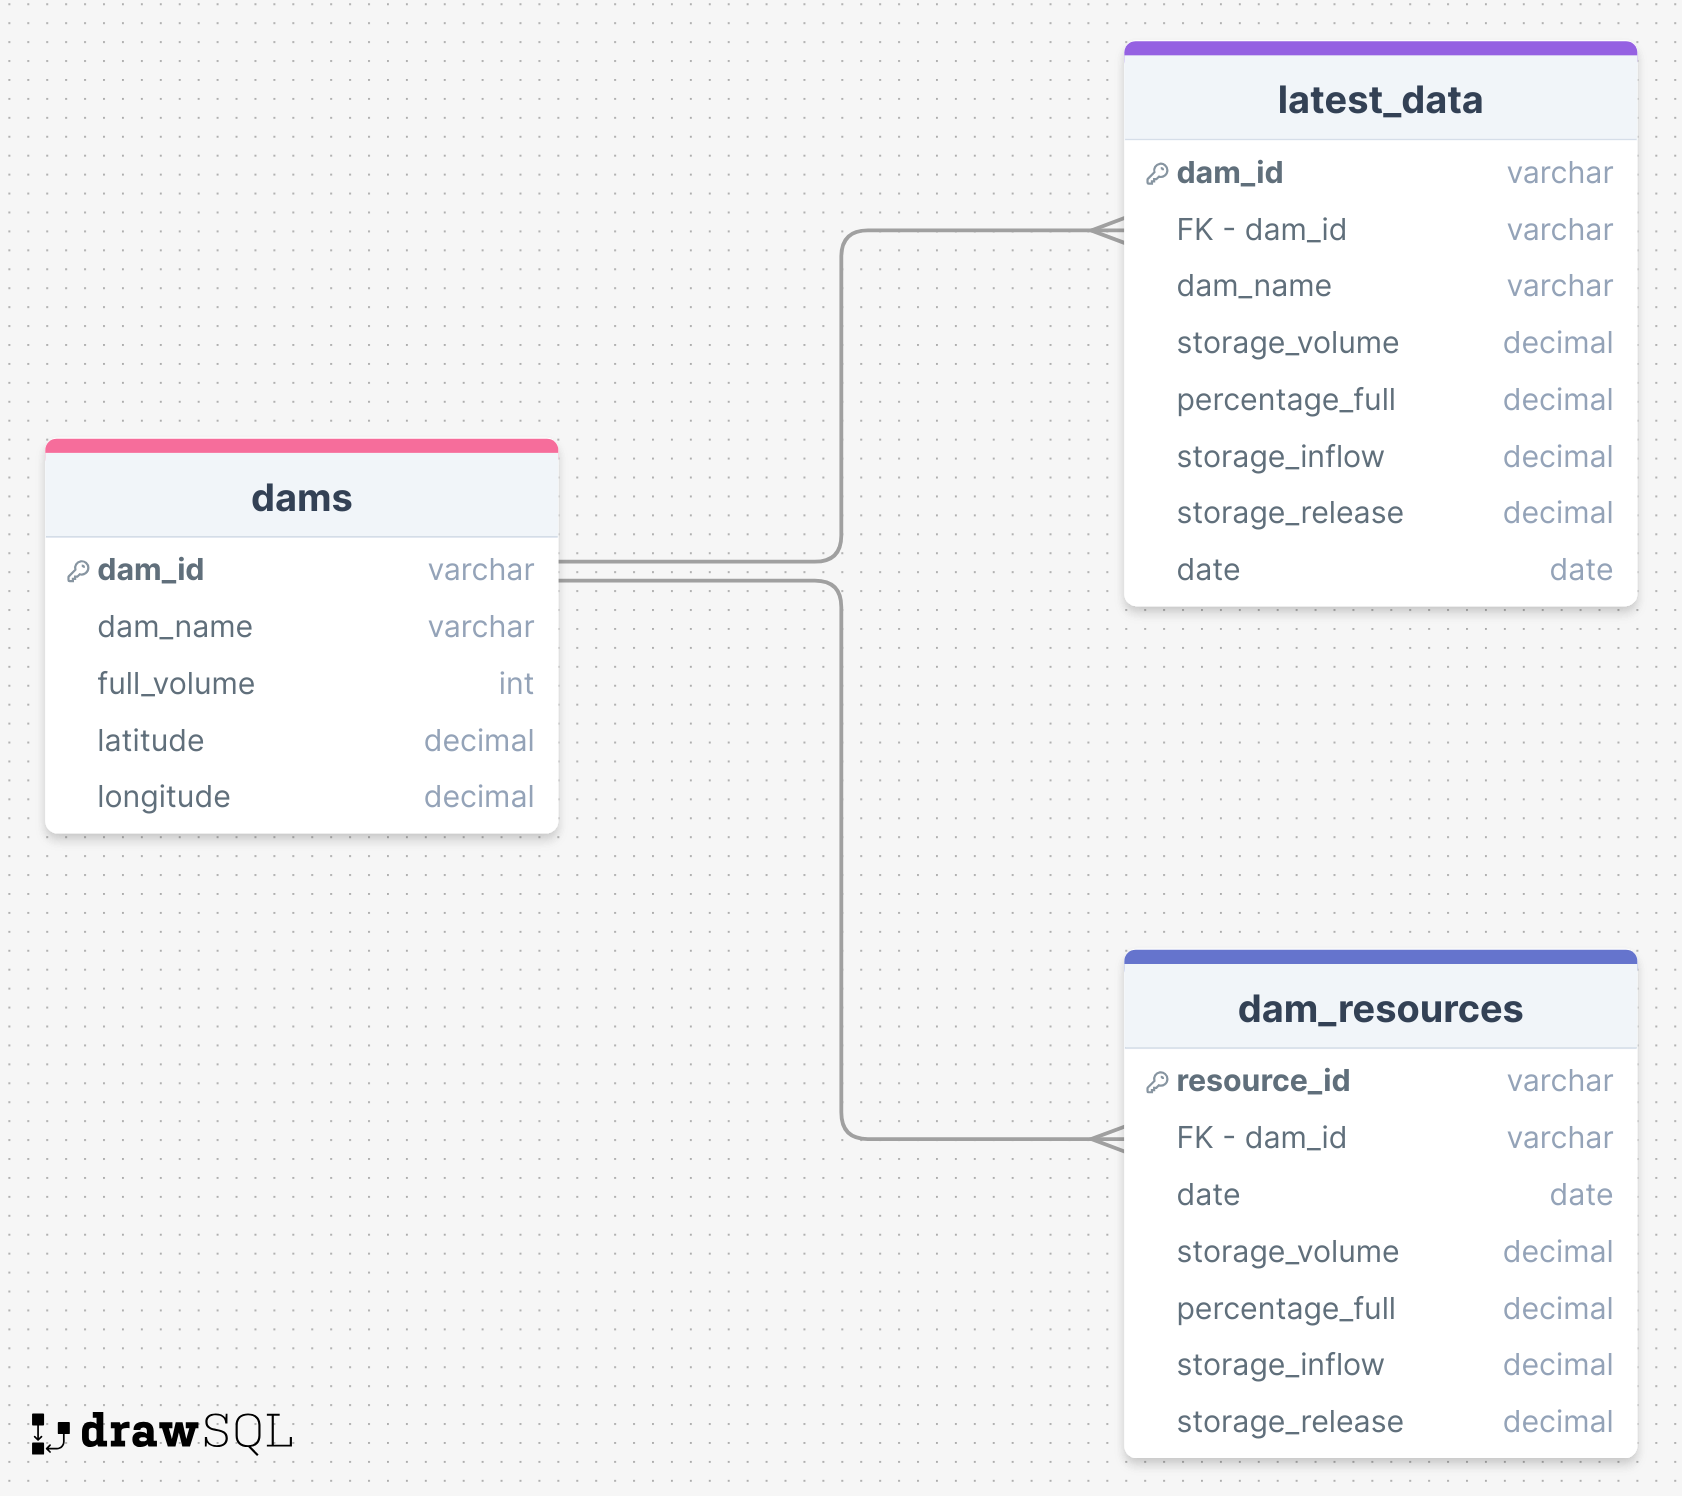 latest_data
dam_id varchar
FK - dam_id varchar
dam_name varchar
storage_volume decimal
percentage_full decimal
storage_inflow decimal
storage_release decimal
date date
dams
dam_id varchar
dam_name varchar
full_volume int
latitude decimal
longitude decimal
dam_resources
resource_id varchar
FK - dam_id varchar
date date
storage_volume decimal
percentage_full decimal
storage_inflow decimal
storage_release decimal
drawSQL